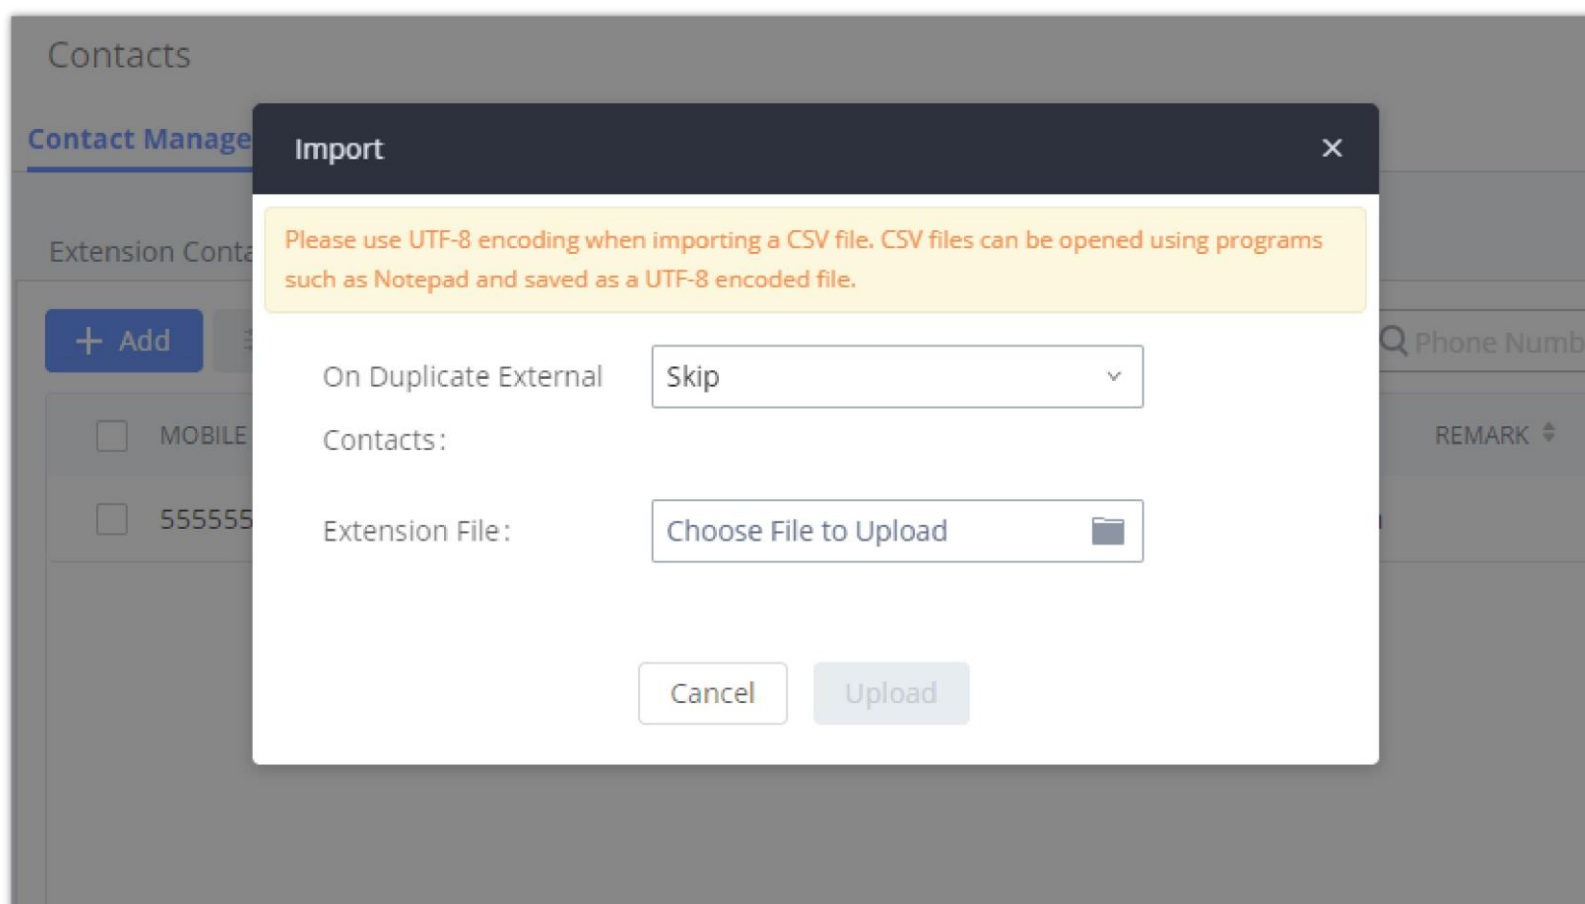 Contacts
Contact Manage
Import
Please use UTF-8 encoding when importing a CSV file. CSV files can be opened using programs
such as Notepad and saved as a UTF-8 encoded file.
Extension Conta
+ Add
Phone Numb
On Duplicate External
Contacts:
Skip
MOBILE
REMARK
555555
Extension File:
Choose File to Upload
Cancel
Upload